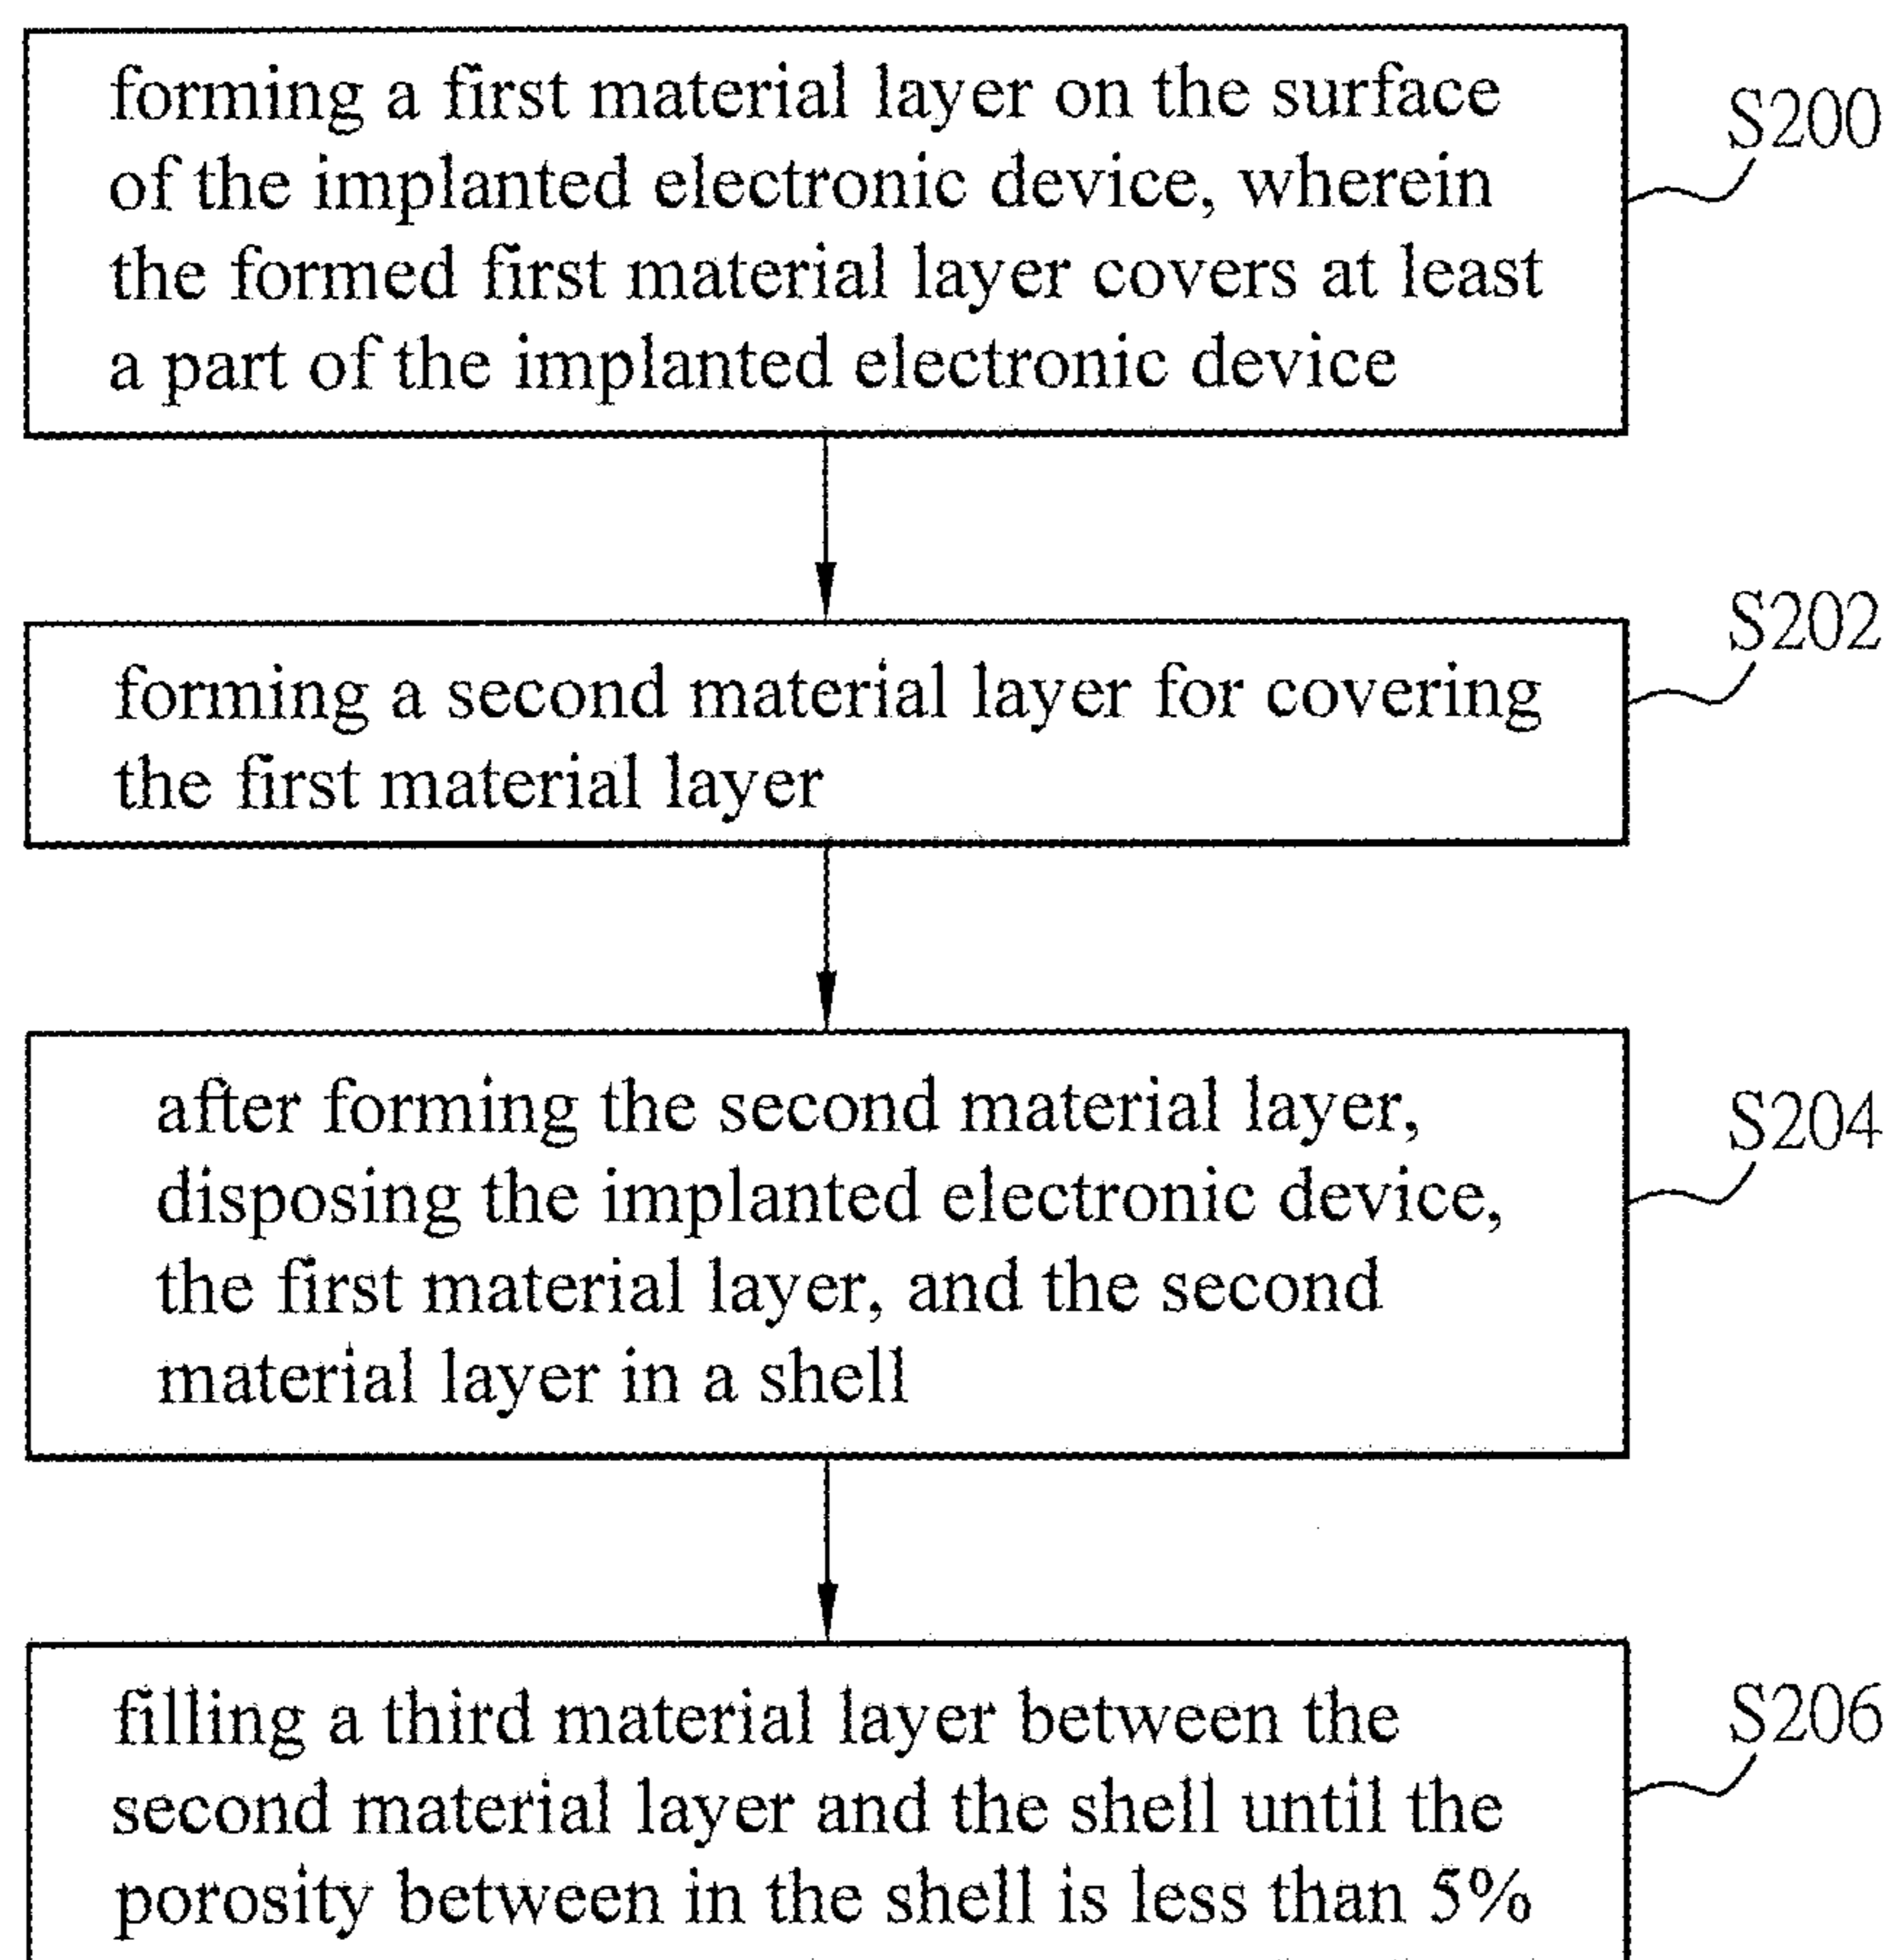 forming a first material layer on the surface
of the implanted electronic device, wherein
the formed first material layer covers at least
a part of the implanted electronic device
S200
forming a second material layer for covering
the first material layer
S202
after forming the second material layer,
disposing the implanted electronic device,
the first material layer, and the second
material layer in a shell
S204
filling a third material layer between the
second material layer and the shell until the
porosity between in the shell is less than 5%
S206